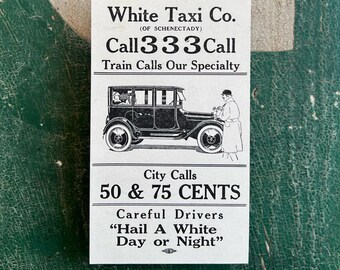 White Taxi Co.
(OF SCHENECTADY)
Call 333 Call
Train Calls Our Specialty
City Calls
50 & 75 CENTS
Careful Drivers
"Hail A White
Day or Night"